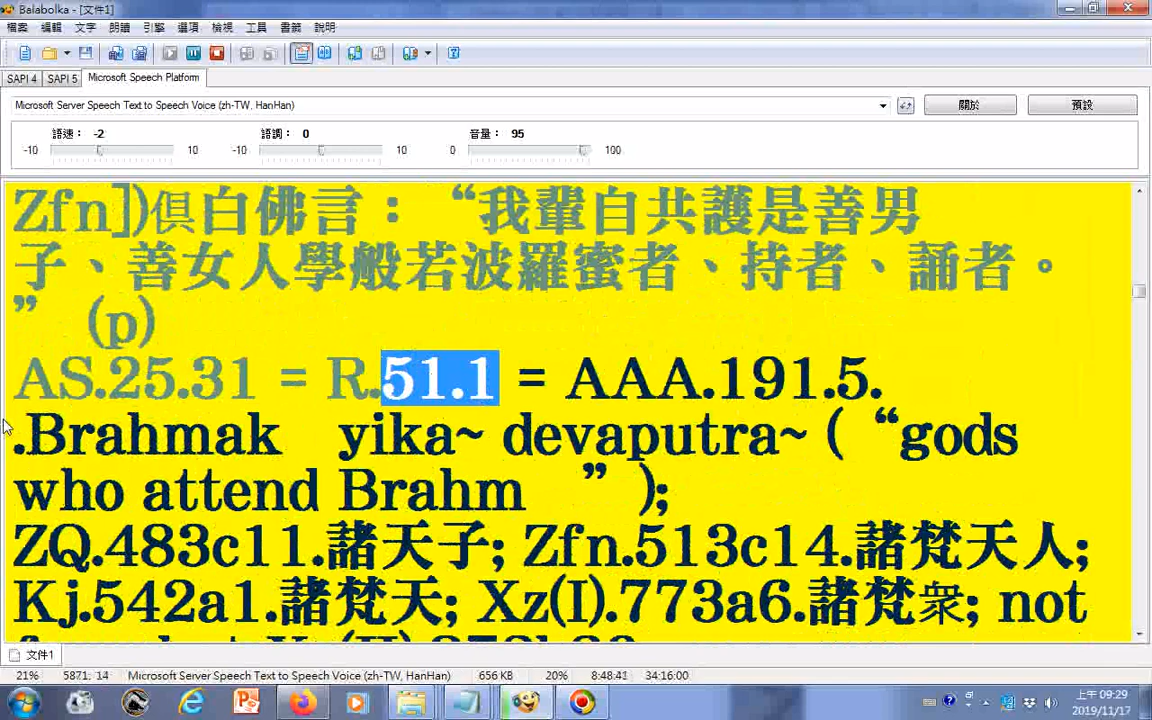 Balabolka - [文件1]
檔案 編輯 文字 朗讀 引擎 選項 檢視 工具 書籤 說明
SAPI 4 SAPI 5 Microsoft Speech Platform
Microsoft Server Speech Text to Speech Voice (zh-TW, HanHan) 關於 預設
語速： -2 語調： 0 音量： 95
-10 10 -10 10 0 100
Zfn])俱白佛言：“我輩自共護是善男
子、善女人學般若波羅蜜者、持者、誦者。
” (p)
AS.25.31 = R.51.1 = AAA.191.5.
.Brahmak yika~ devaputra~ (“gods
who attend Brahm ”);
ZQ.483c11.諸天子; Zfn.513c14.諸梵天人;
Kj.542a1.諸梵天; Xz(I).773a6.諸梵衆; not
文件1
21% 5871: 14 Microsoft Server Speech Text to Speech Voice (zh-TW, HanHan) 656 KB 20% 8:48:41 34:16:00
上午 09:29
2019/11/17